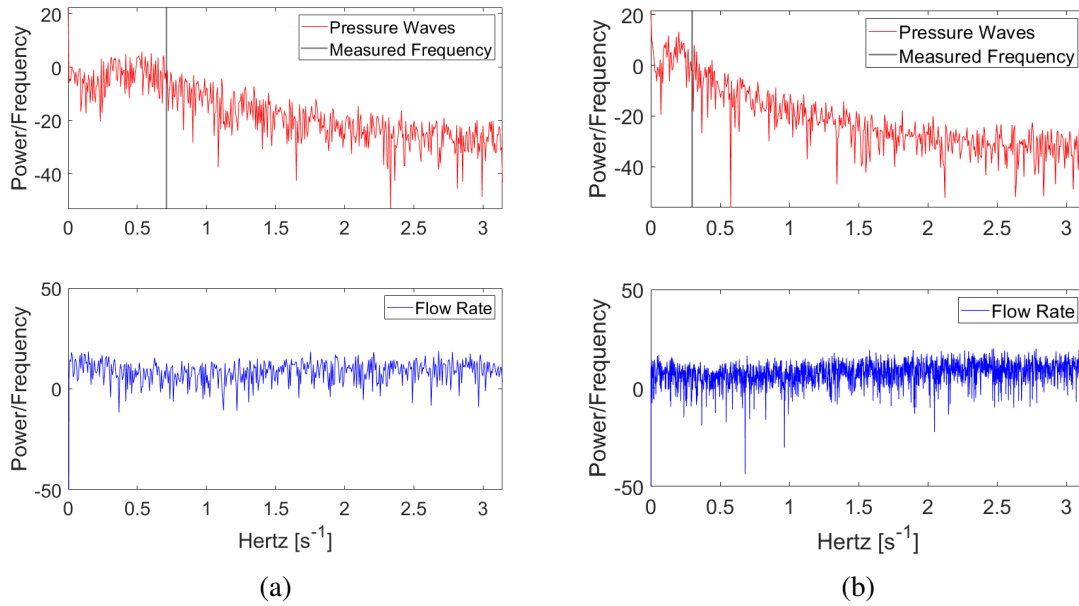 20
0
-20
-40
Power/Frequency
Pressure Waves
Measured Frequency
0 0.5 1 1.5 2 2.5 3
50
0
-50
Power/Frequency
Flow Rate
0 0.5 1 1.5 2 2.5 3
Hertz [s-1]
(a)
20
0
-20
-40
Power/Frequency
Pressure Waves
Measured Frequency
0 0.5 1 1.5 2 2.5 3
50
0
-50
Power/Frequency
Flow Rate
0 0.5 1 1.5 2 2.5 3
Hertz [s-1]
(b)